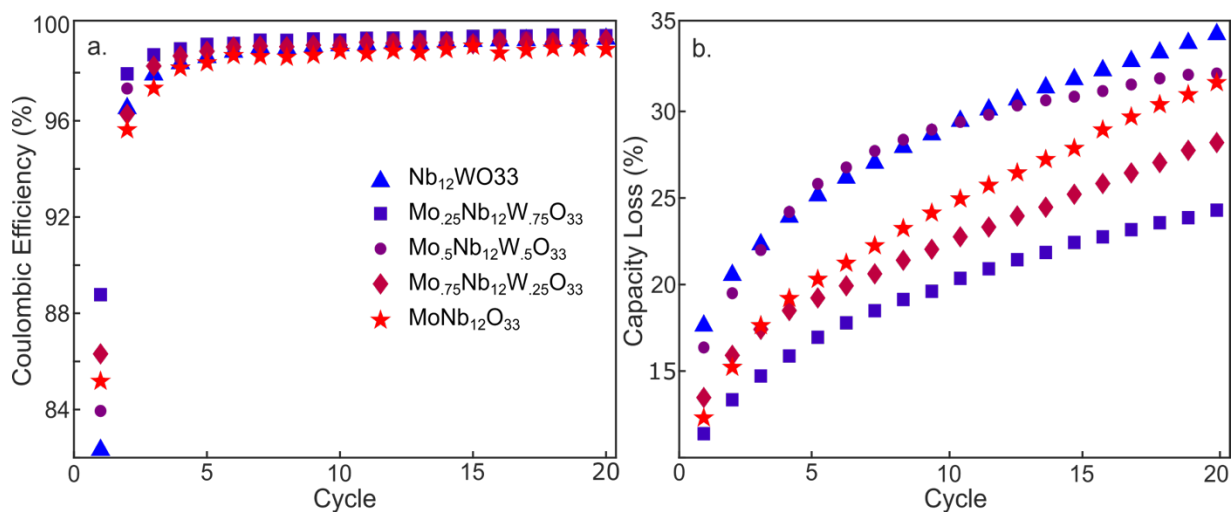 a.
100
96
92
88
84
Coulombic Efficiency (%)
0
5
10
15
20
Cycle
Nb₁₂WO33
Mo.₂₅Nb₁₂W.₇₅O₃₃
Mo.₅Nb₁₂W.₅O₃₃
Mo.₇₅Nb₁₂W.₂₅O₃₃
MoNb₁₂O₃₃
b.
35
30
25
20
15
Capacity Loss (%)
0
5
10
15
20
Cycle